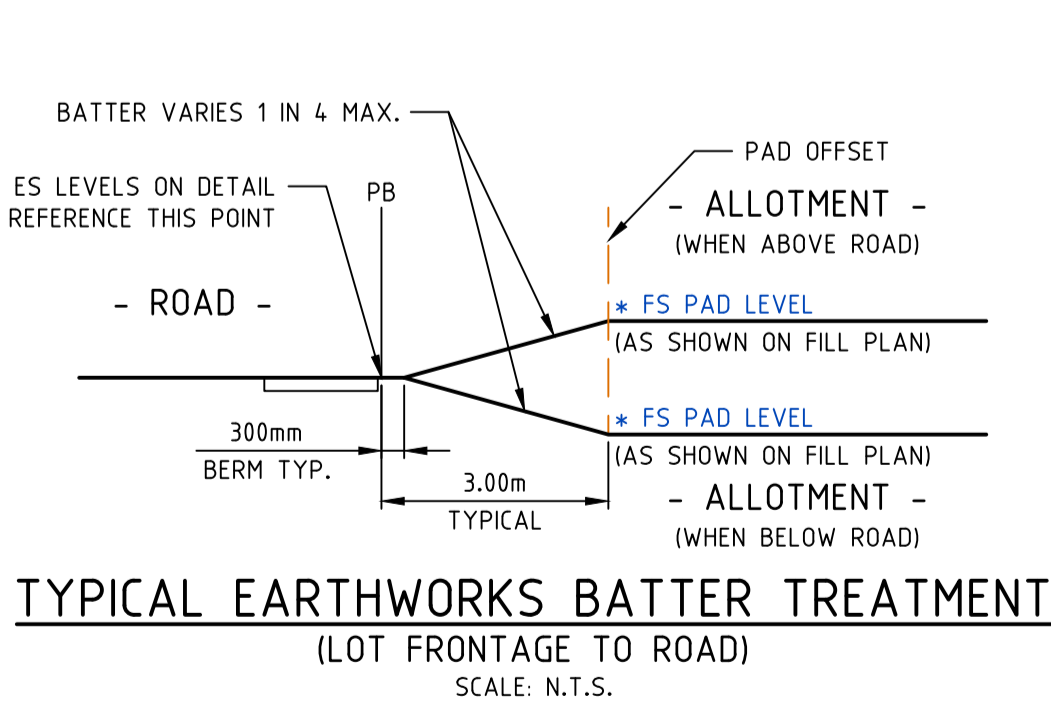 BATTER VARIES 1 IN 4 MAX.
PAD OFFSET
ES LEVELS ON DETAIL
REFERENCE THIS POINT
PB
- ALLOTMENT -
(WHEN ABOVE ROAD)
- ROAD -
* FS PAD LEVEL
(AS SHOWN ON FILL PLAN)
* FS PAD LEVEL
(AS SHOWN ON FILL PLAN)
300mm
BERM TYP.
3.00m
TYPICAL
- ALLOTMENT -
(WHEN BELOW ROAD)
TYPICAL EARTHWORKS BATTER TREATMENT
(LOT FRONTAGE TO ROAD)
SCALE: N.T.S.